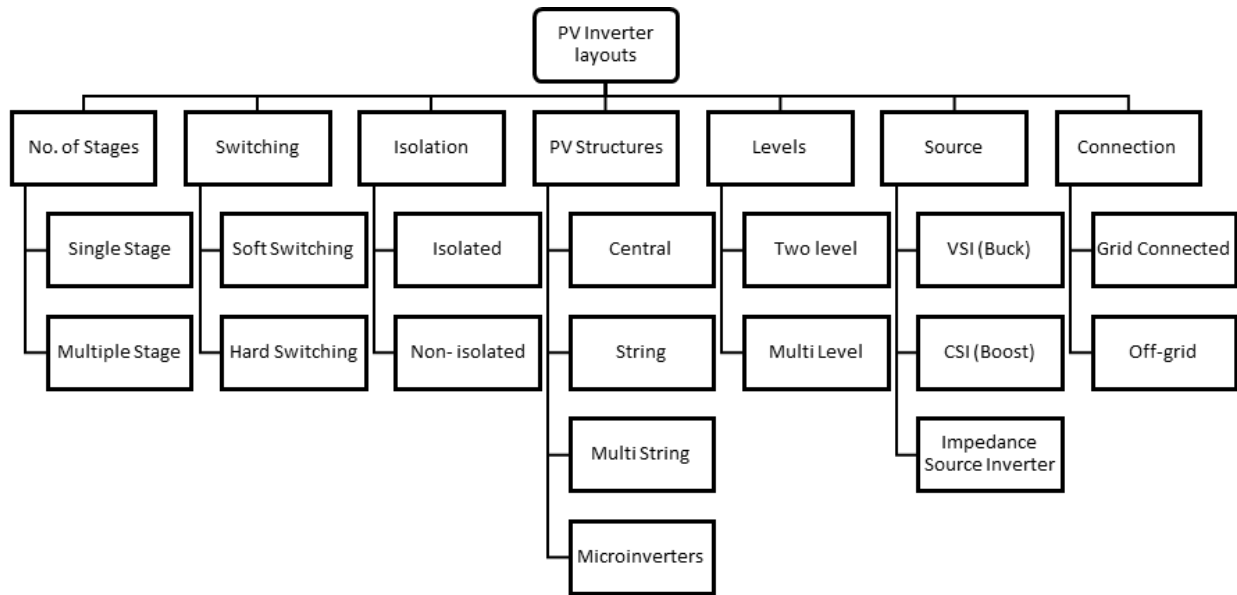 PV Inverter
layouts
No. of Stages
Switching
Isolation
PV Structures
Levels
Source
Connection
Single Stage
Soft Switching
Isolated
Central
Two level
VSI (Buck)
Grid Connected
Multiple Stage
Hard Switching
Non- isolated
String
Multi Level
CSI (Boost)
Off-grid
Multi String
Impedance
Source Inverter
Microinverters